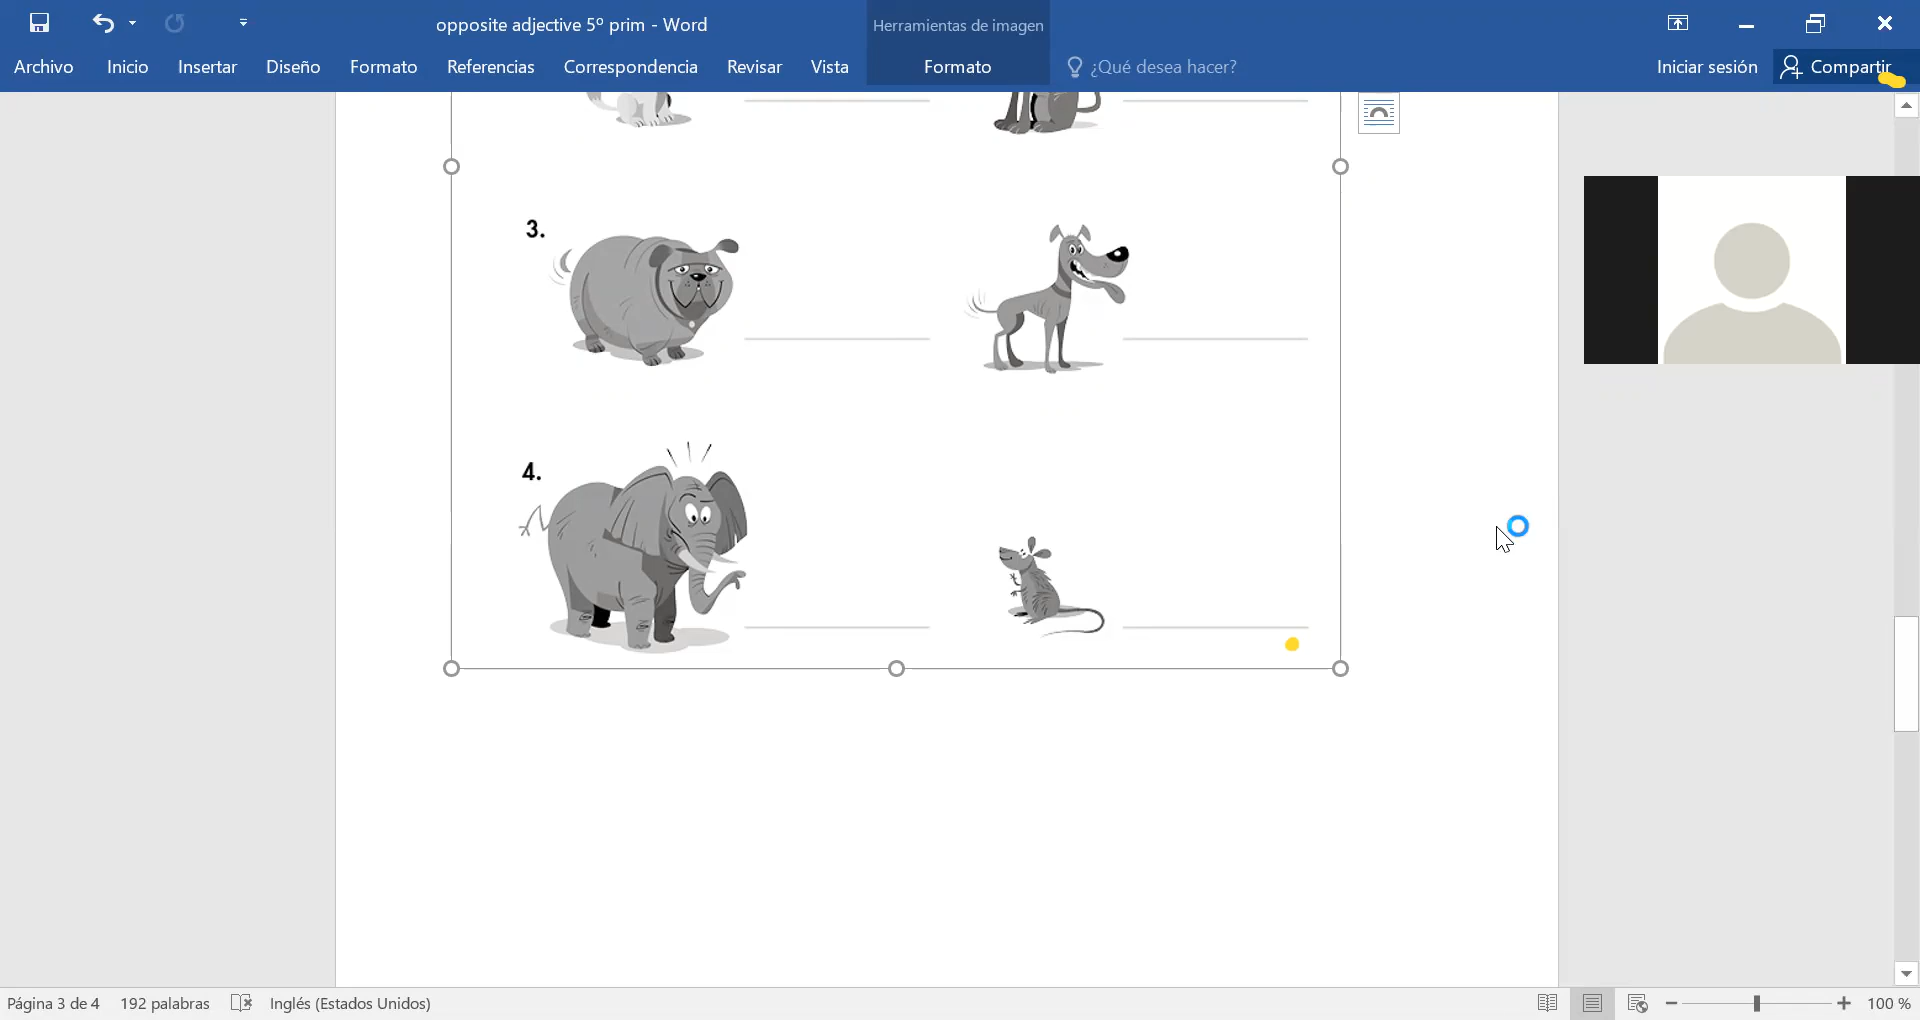 opposite adjective 5º prim - Word
Herramientas de imagen
Archivo Inicio Insertar Diseño Formato Referencias Correspondencia Revisar Vista Formato ¿Qué desea hacer? Iniciar sesión Compartir
3.
4.
Página 3 de 4 192 palabras Inglés (Estados Unidos) 100 %